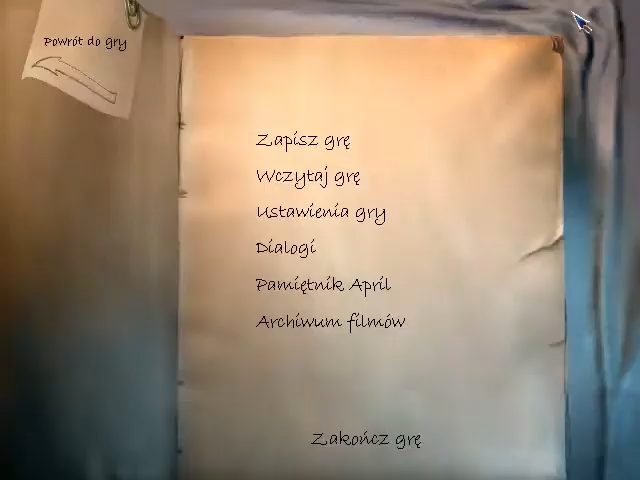 Powrót do gry
Zapisz grę
Wczytaj grę
Ustawienia gry
Dialogi
Pamiętnik April
Archiwum filmów
Zakończ grę